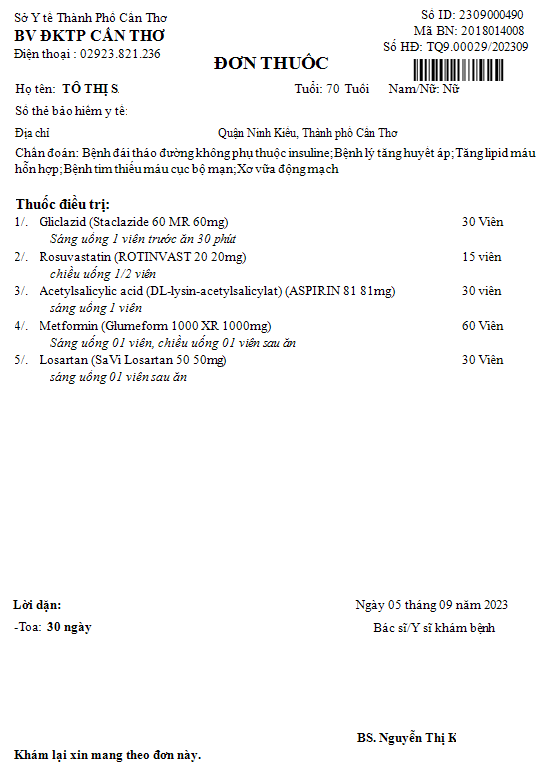 Sở Y tế Thành Phố Cần Thơ
Số ID: 2309000490
BV ĐKTP CẦN THƠ
Mã BN: 2018014008
Điện thoại : 02923.821.236
Số HĐ: TQ9.00029/202309
ĐƠN THUỐC
Họ tên: TÔ THỊ S Tuổi: 70 Tuổi Nam/Nữ: Nữ
Số thẻ bảo hiểm y tế:
Địa chỉ Quận Ninh Kiều, Thành phố Cần Thơ
Chẩn đoán: Bệnh đái tháo đường không phụ thuộc insuline; Bệnh lý tăng huyết áp; Tăng lipid máu
hỗn hợp; Bệnh tim thiếu máu cục bộ mạn; Xơ vữa động mạch
Thuốc điều trị:
1/. Gliclazid (Staclazide 60 MR 60mg) 30 Viên
Sáng uống 1 viên trước ăn 30 phút
2/. Rosuvastatin (ROTINVAST 20 20mg) 15 viên
chiều uống 1/2 viên
3/. Acetylsalicylic acid (DL-lysin-acetylsalicylat) (ASPIRIN 81 81mg) 30 viên
sáng uống 1 viên
4/. Metformin (Glumeform 1000 XR 1000mg) 60 Viên
Sáng uống 01 viên, chiều uống 01 viên sau ăn
5/. Losartan (SaVi Losartan 50 50mg) 30 Viên
sáng uống 01 viên sau ăn
Lời dặn:
Ngày 05 tháng 09 năm 2023
-Toa: 30 ngày
Bác sĩ/Y sĩ khám bệnh
BS. Nguyễn Thị K
Khám lại xin mang theo đơn này.